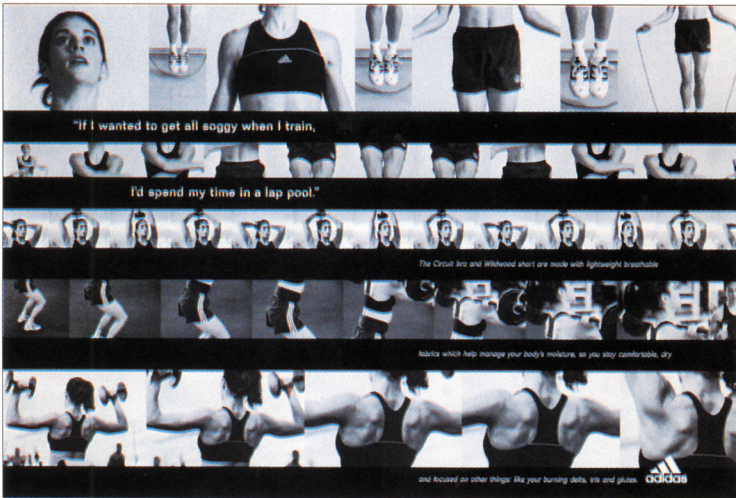 "If I wanted to get all soggy when I train,
I'd spend my time in a lap pool."
The Circuit bra and Wildwood short are made with lightweight breathable
fabrics which help manage your body's moisture, so you stay comfortable, dry
and focused on other things: like your burning delts, tris and glutes.
adidas